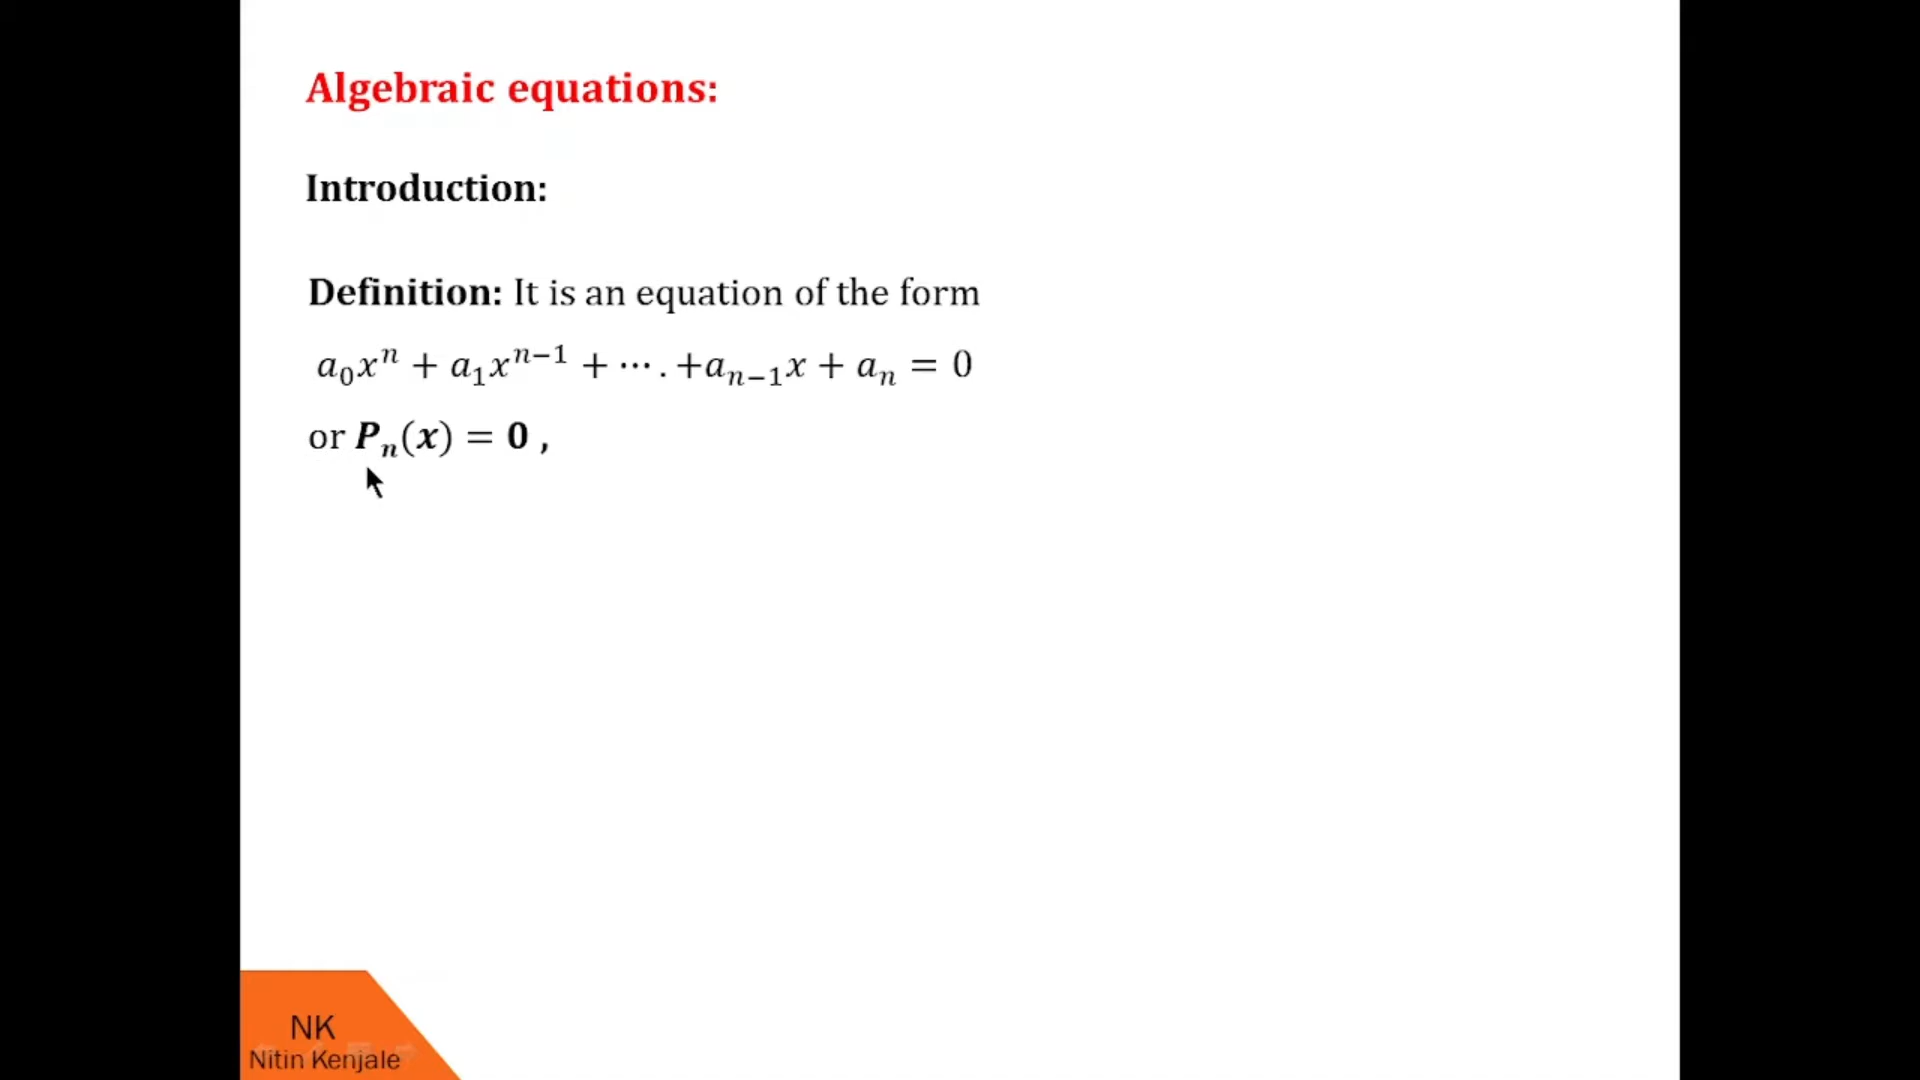 Algebraic equations:
Introduction:
Definition: It is an equation of the form
a₀xⁿ + a₁xⁿ⁻¹ + ⋯ . +aₙ₋₁x + aₙ = 0
or Pₙ(x) = 0 ,
NK
Nitin Kenjale